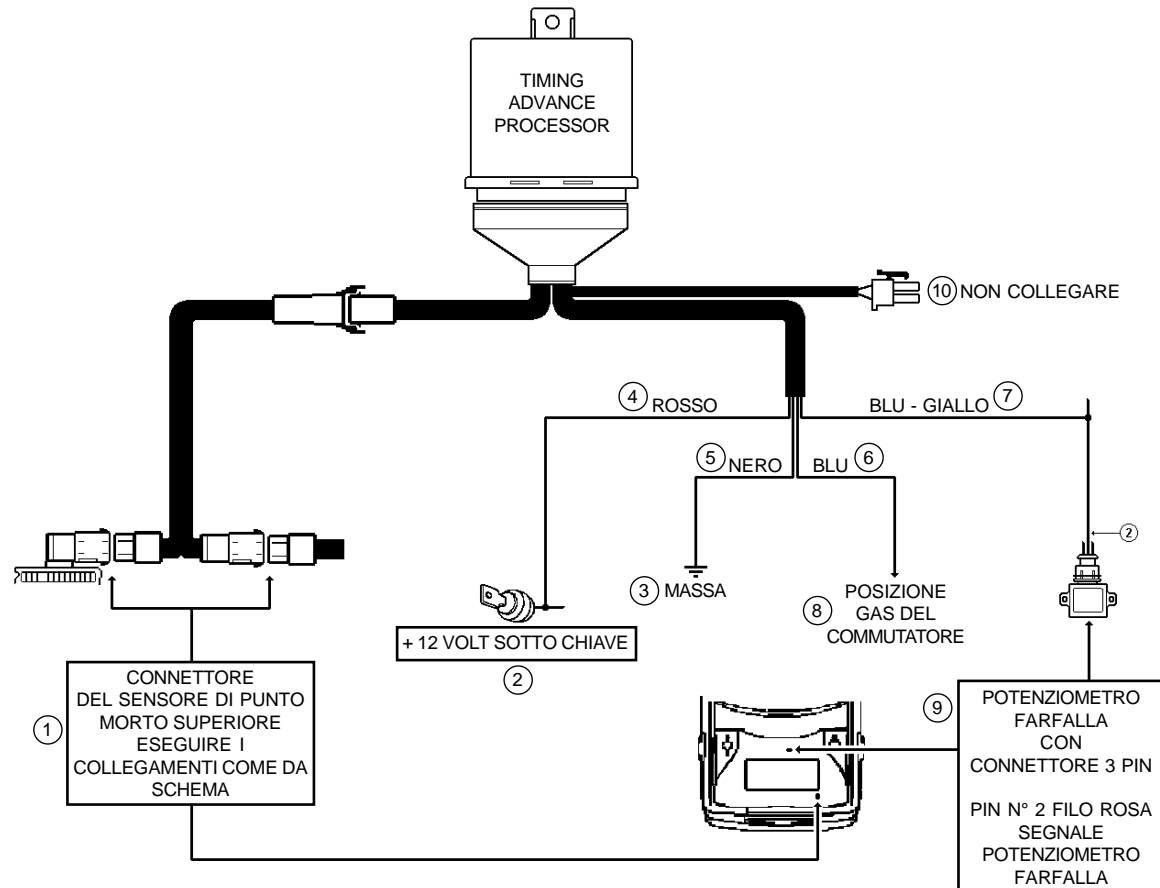 TIMING
ADVANCE
PROCESSOR
10 NON COLLEGARE
4 ROSSO
BLU - GIALLO 7
5 NERO
BLU 6
2
3 MASSA
8 POSIZIONE
GAS DEL
COMMUTATORE
+ 12 VOLT SOTTO CHIAVE
2
1
CONNETTORE
DEL SENSORE DI PUNTO
MORTO SUPERIORE
ESEGUIRE I
COLLEGAMENTI COME DA
SCHEMA
9
POTENZIOMETRO
FARFALLA
CON
CONNETTORE 3 PIN
PIN N° 2 FILO ROSA
SEGNALE
POTENZIOMETRO
FARFALLA